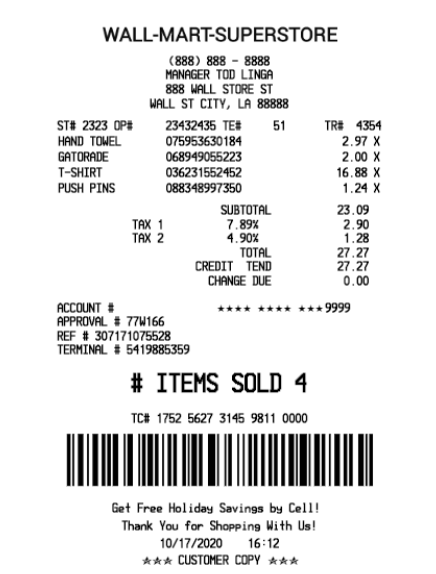 WALL-MART-SUPERSTORE
(888) 888 - 8888
MANAGER TOD LINGA
888 WALL STORE ST
WALL ST CITY, LA 88888
ST# 2323 OP# 23432435 TE# 51 TR# 4354
HAND TOWEL 075953630184 2.97 X
GATORADE 068949055223 2.00 X
T-SHIRT 036231552452 16.88 X
PUSH PINS 088348997350 1.24 X
SUBTOTAL 23.09
TAX 1 7.89% 2.90
TAX 2 4.90% 1.28
TOTAL 27.27
CREDIT TEND 27.27
CHANGE DUE 0.00
ACCOUNT # **** **** ***9999
APPROVAL # 77W166
REF # 307171075528
TERMINAL # 5419885359
# ITEMS SOLD 4
TC# 1752 5627 3145 9811 0000
Get Free Holiday Savings by Cell!
Thank You for Shopping With Us!
10/17/2020 16:12
*** CUSTOMER COPY ***